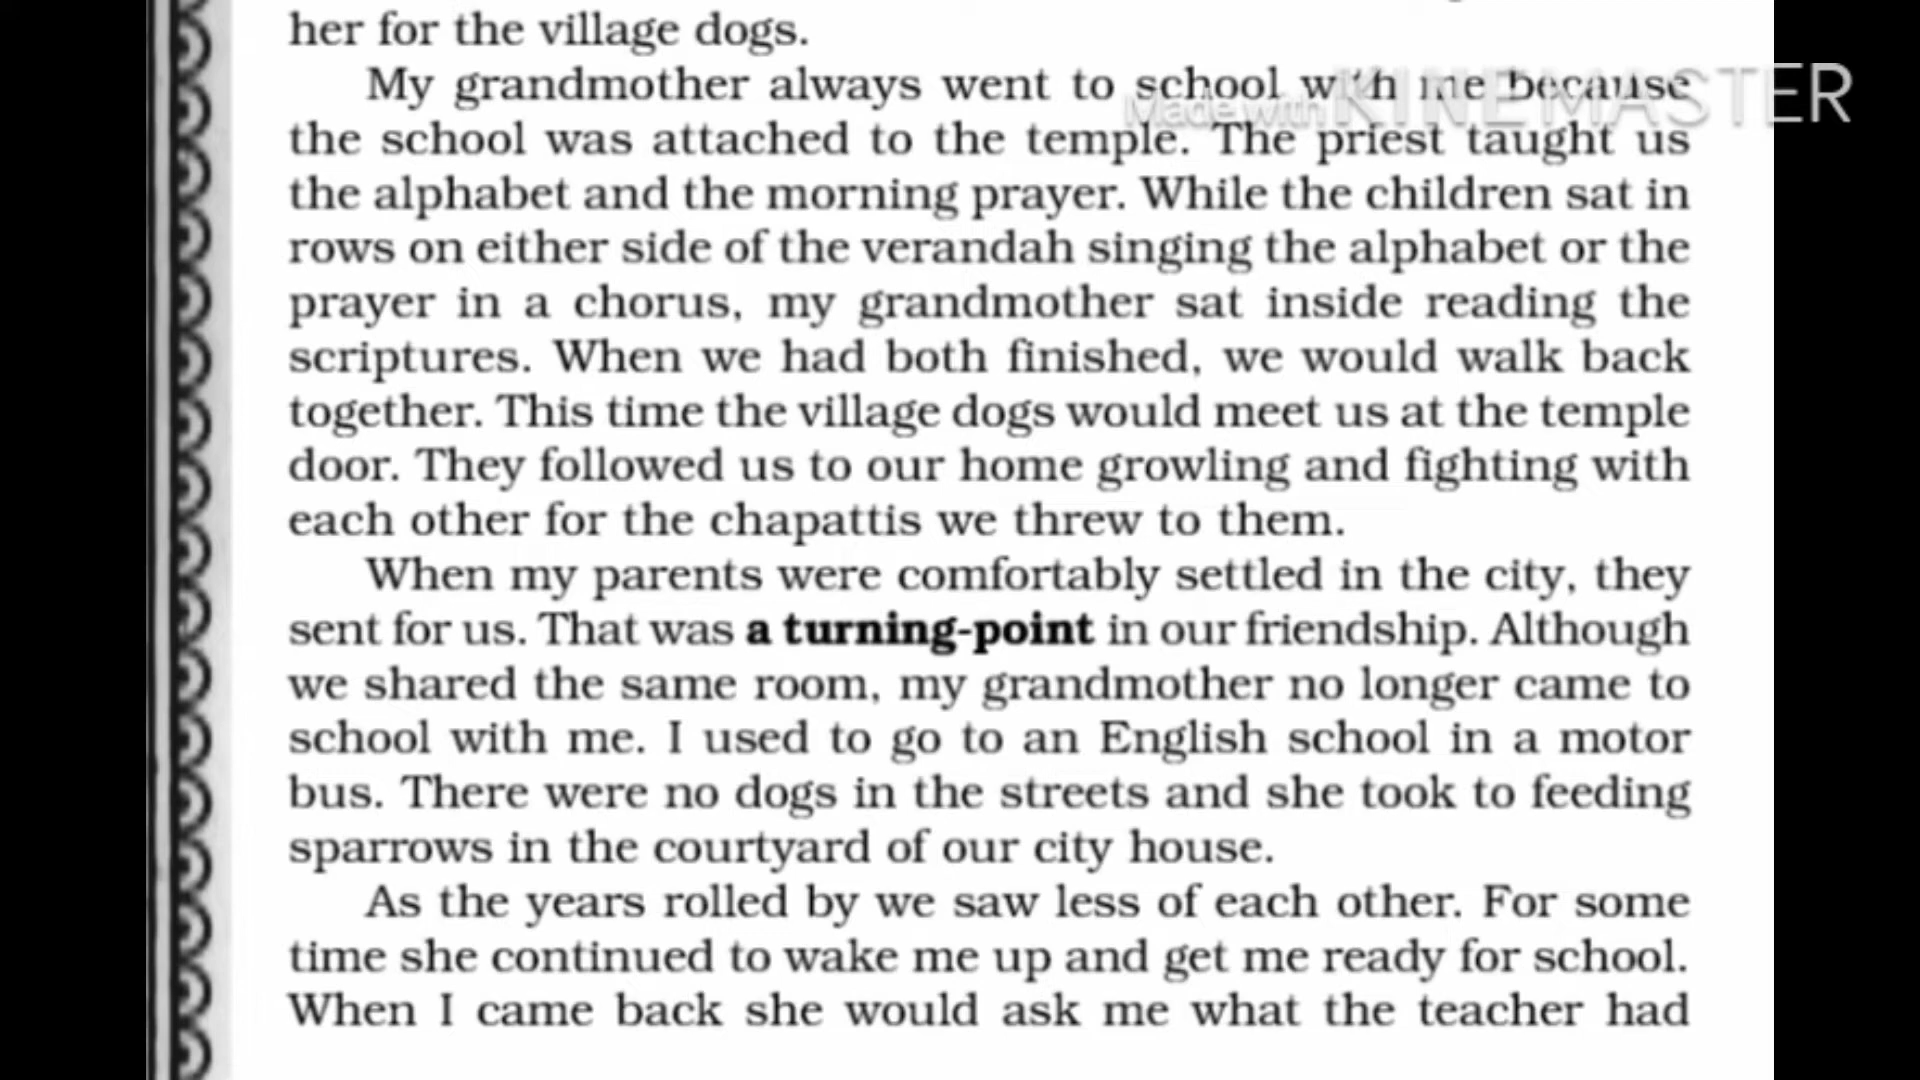 her for the village dogs.
My grandmother always went to school with me because
Made with KINEMASTER
the school was attached to the temple. The priest taught us
the alphabet and the morning prayer. While the children sat in
rows on either side of the verandah singing the alphabet or the
prayer in a chorus, my grandmother sat inside reading the
scriptures. When we had both finished, we would walk back
together. This time the village dogs would meet us at the temple
door. They followed us to our home growling and fighting with
each other for the chapattis we threw to them.
When my parents were comfortably settled in the city, they
sent for us. That was a turning-point in our friendship. Although
we shared the same room, my grandmother no longer came to
school with me. I used to go to an English school in a motor
bus. There were no dogs in the streets and she took to feeding
sparrows in the courtyard of our city house.
As the years rolled by we saw less of each other. For some
time she continued to wake me up and get me ready for school.
When I came back she would ask me what the teacher had